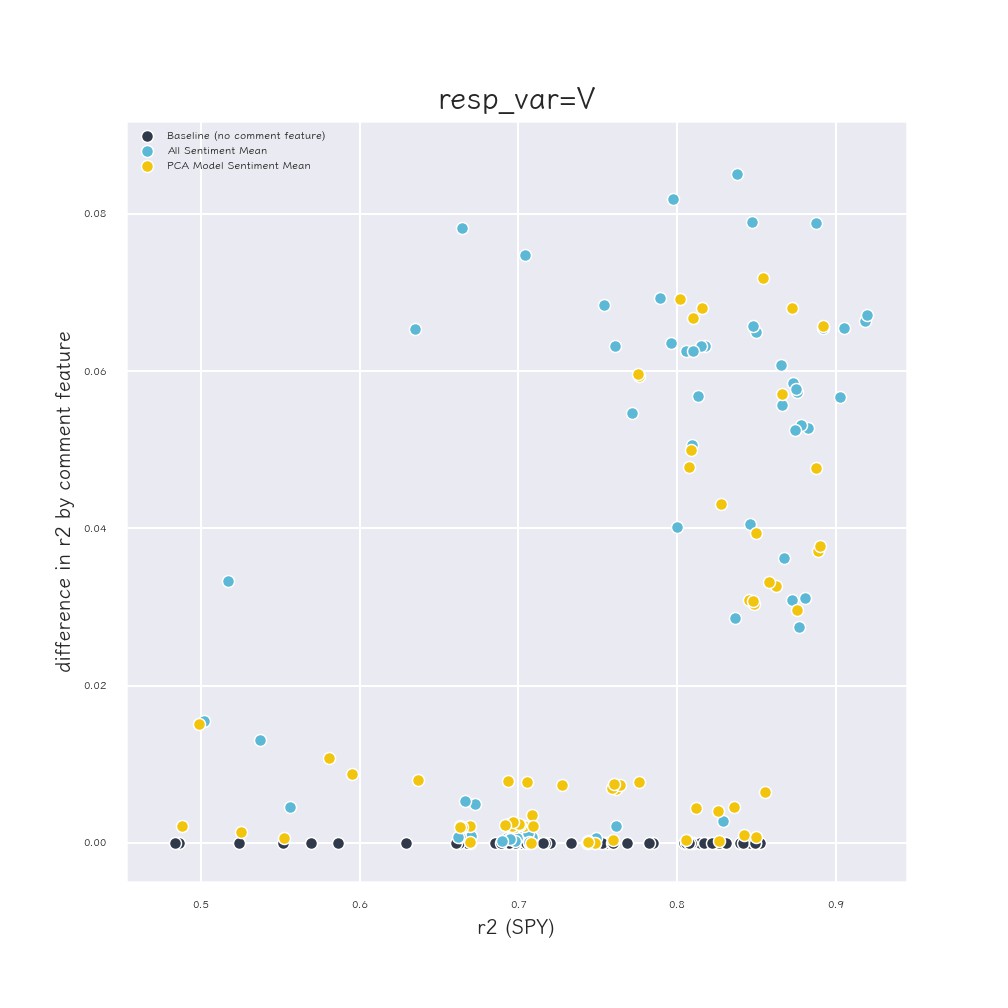 resp_var=V
Baseline (no comment feature)
All Sentiment Mean
PCA Model Sentiment Mean
difference in r2 by comment feature
0.08
0.06
0.04
0.02
0.00
0.5 0.6 0.7 0.8 0.9
r2 (SPY)